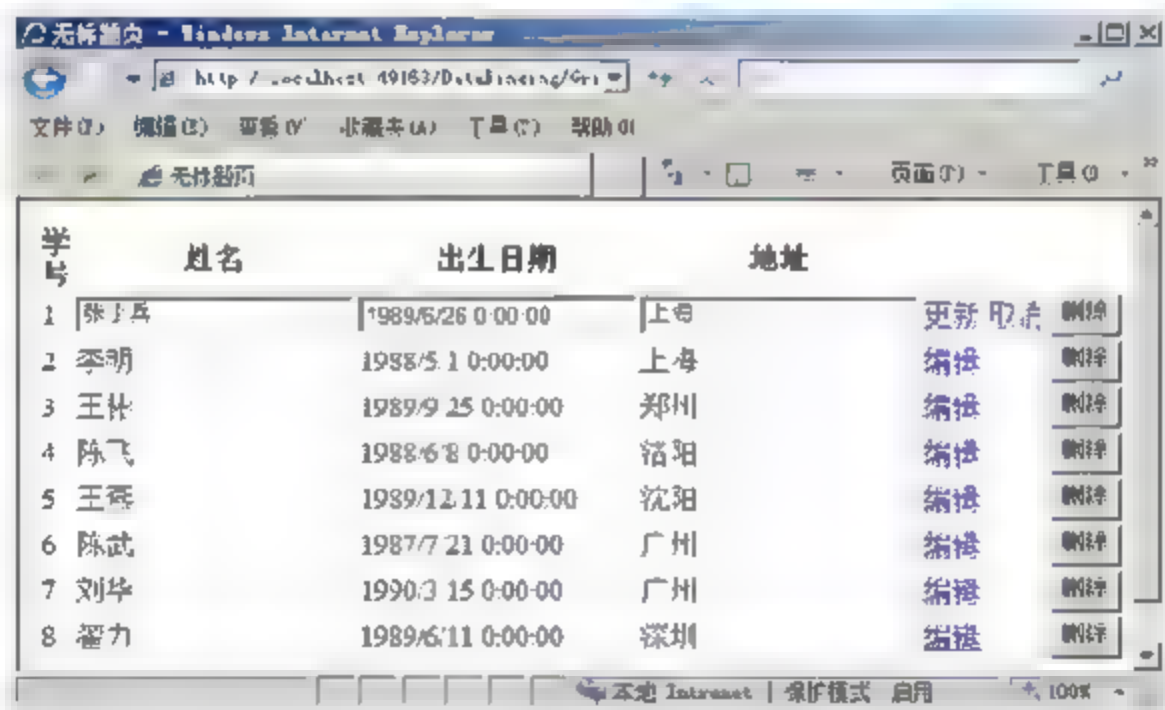 无标题页 - Windows Internet Explorer
http://localhost:49163/DataBinding/Gri
文件(F) 编辑(E) 查看(V) 收藏夹(A) 工具(T) 帮助(H)
无标题页 页面(P) 工具(O)
学号 姓名 出生日期 地址
1 1989/6/26 0:00:00 上海 更新 取消 删除
2 李明 1988/5/1 0:00:00 上海 编辑 删除
3 1989/9/25 0:00:00 郑州 编辑 删除
4 陈飞 1988/6/8 0:00:00 洛阳 编辑 删除
5 王燕 1989/12/11 0:00:00 沈阳 编辑 删除
6 陈武 1987/7/21 0:00:00 广州 编辑 删除
7 刘华 1990/3/15 0:00:00 广州 编辑 删除
8 翟力 1989/6/11 0:00:00 深圳 编辑 删除
本地 Intranet | 保护模式 启用 100%